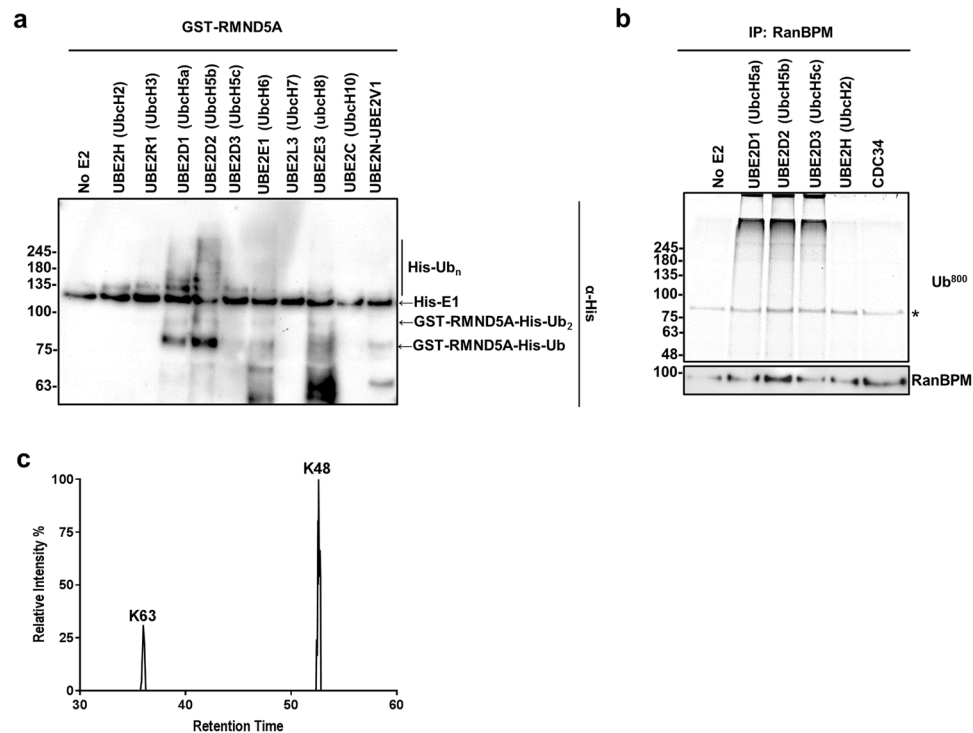 a
GST-RMND5A
No E2
UBE2H (UbcH2)
UBE2R1 (UbcH3)
UBE2D1 (UbcH5a)
UBE2D2 (UbcH5b)
UBE2D3 (UbcH5c)
UBE2E1 (UbcH6)
UBE2L3 (UbcH7)
UBE2E3 (ubcH8)
UBE2C (UbcH10)
UBE2N-UBE2V1
245-
180-
135-
100-
75-
63-
His-Ubn
←His-E1
←GST-RMND5A-His-Ub2
←GST-RMND5A-His-Ub
α-His
b
IP: RanBPM
No E2
UBE2D1 (UbcH5a)
UBE2D2 (UbcH5b)
UBE2D3 (UbcH5c)
UBE2H (UbcH2)
CDC34
245-
180-
135-
100-
75-
63-
48-
100-
Ub800
*
RanBPM
c
K63
K48
100
75
50
25
0
30 40 50 60
Relative Intensity %
Retention Time